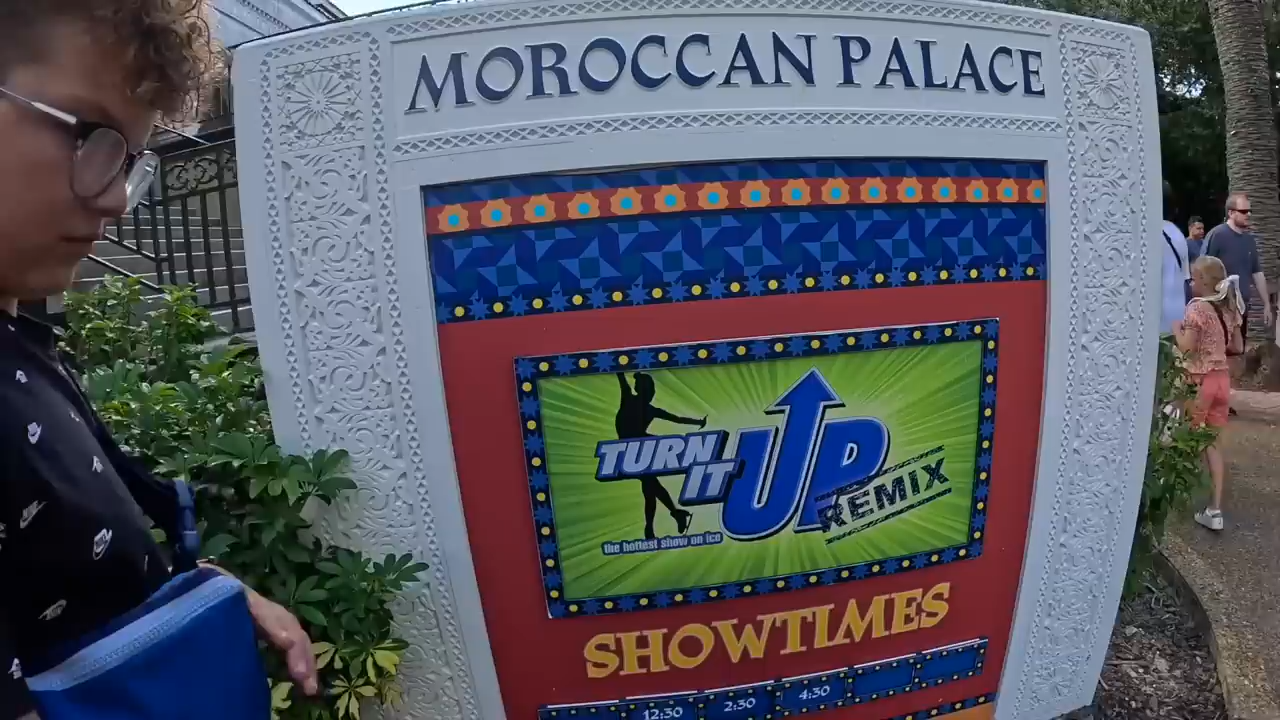 MOROCCAN PALACE
TURN
IT
UP
REMIX
the hottest show on ice
SHOWTIMES
12:30 2:30 4:30